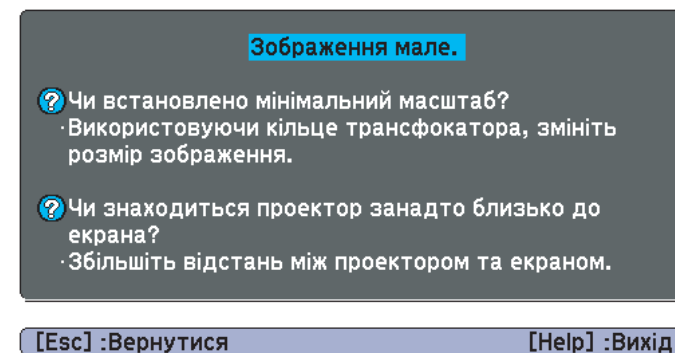 Зображення мале.
? Чи встановлено мінімальний масштаб?
·Використовуючи кільце трансфокатора, змініть
розмір зображення.
? Чи знаходиться проектор занадто близько до
екрана?
·Збільшіть відстань між проектором та екраном.
[Esc] :Вернутися [Help] :Вихід